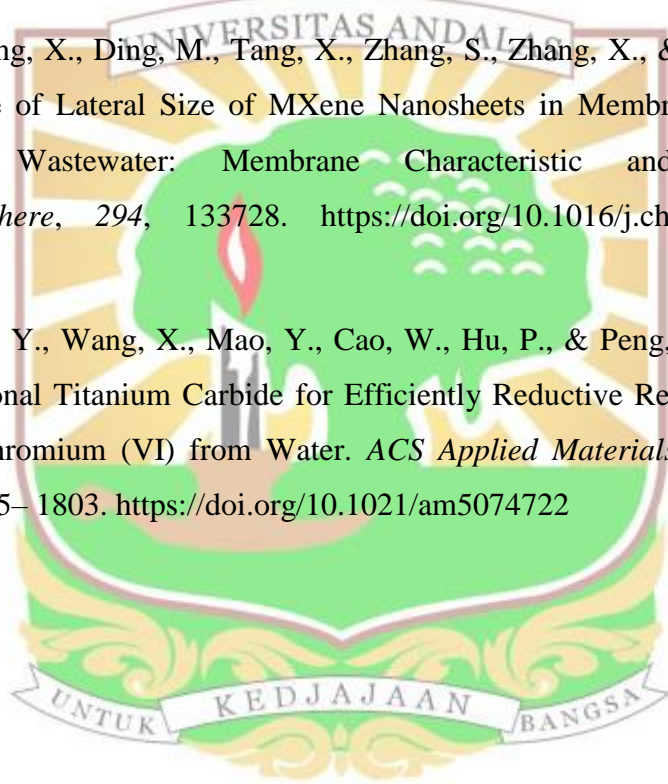 UNIVERSITAS ANDALAS
ng, X., Ding, M., Tang, X., Zhang, S., Zhang, X., &
e of Lateral Size of MXene Nanosheets in Membr
Wastewater: Membrane Characteristic and
here, 294, 133728. https://doi.org/10.1016/j.ch
Y., Wang, X., Mao, Y., Cao, W., Hu, P., & Peng,
onal Titanium Carbide for Efficiently Reductive Re
hromium (VI) from Water. ACS Applied Materials
5– 1803. https://doi.org/10.1021/am5074722
UNTUK KEDJAJAAN BANGSA